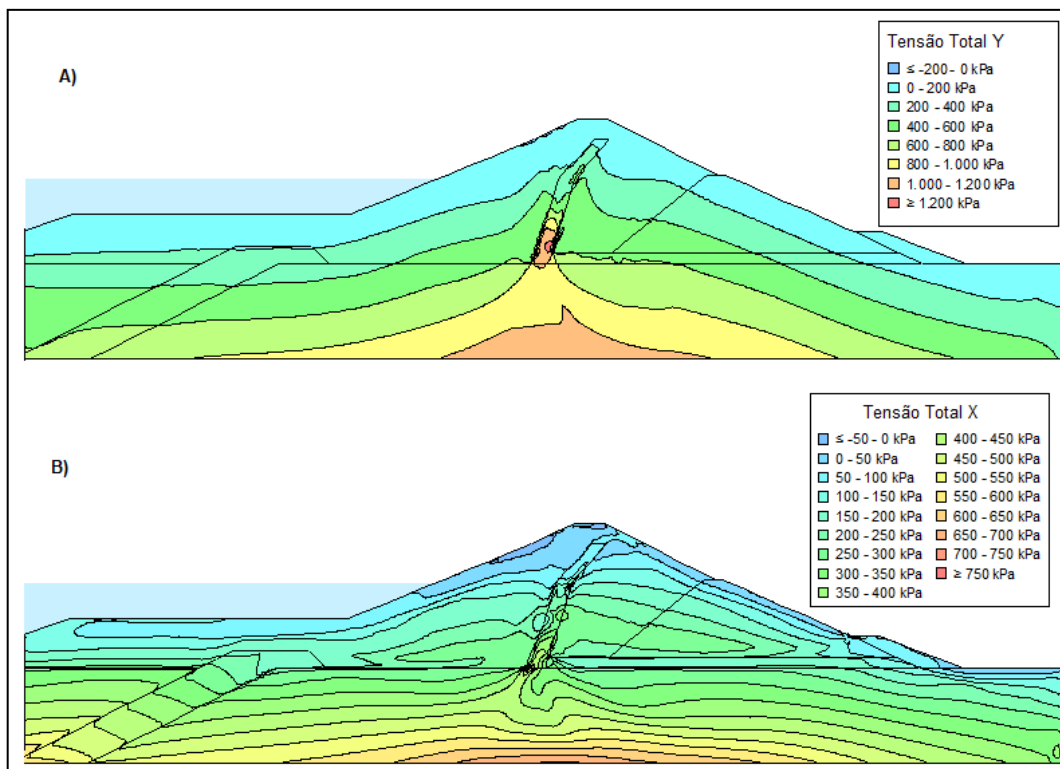 A)
Tensão Total Y
≤ -200 - 0 kPa
0 - 200 kPa
200 - 400 kPa
400 - 600 kPa
600 - 800 kPa
800 - 1.000 kPa
1.000 - 1.200 kPa
≥ 1.200 kPa
B)
Tensão Total X
≤ -50 - 0 kPa
0 - 50 kPa
50 - 100 kPa
100 - 150 kPa
150 - 200 kPa
200 - 250 kPa
250 - 300 kPa
300 - 350 kPa
350 - 400 kPa
400 - 450 kPa
450 - 500 kPa
500 - 550 kPa
550 - 600 kPa
600 - 650 kPa
650 - 700 kPa
700 - 750 kPa
≥ 750 kPa